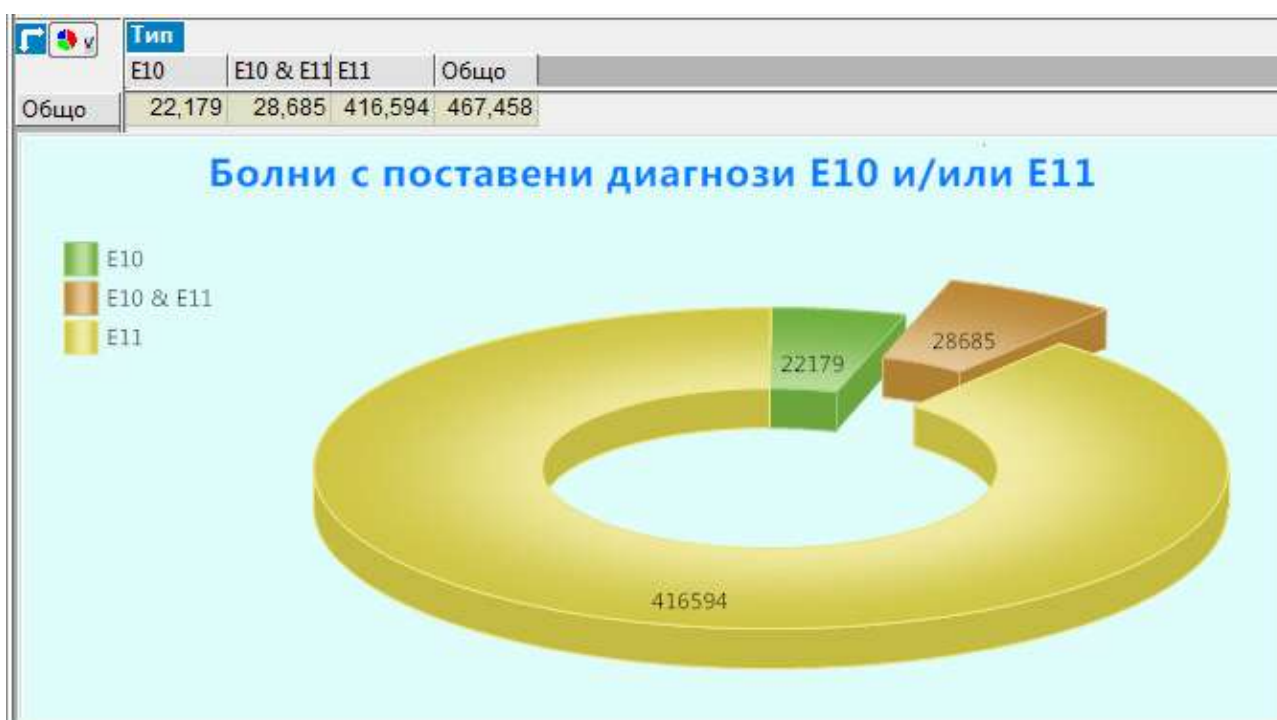 Тип
E10 E10 & E11 E11 Общо
Общо 22,179 28,685 416,594 467,458
Болни с поставени диагнози E10 и/или E11
E10
E10 & E11
E11
28685
22179
416594